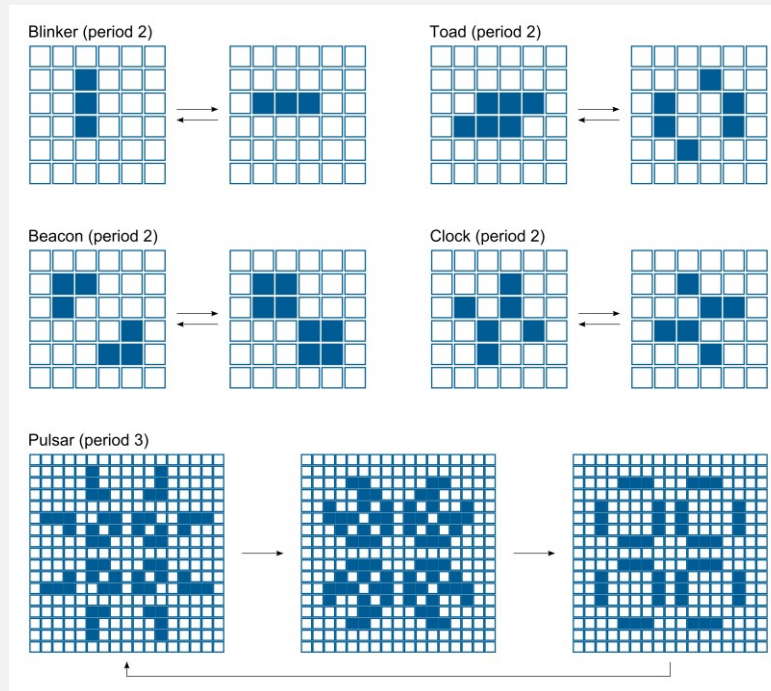 Blinker (period 2)
Toad (period 2)
Beacon (period 2)
Clock (period 2)
Pulsar (period 3)